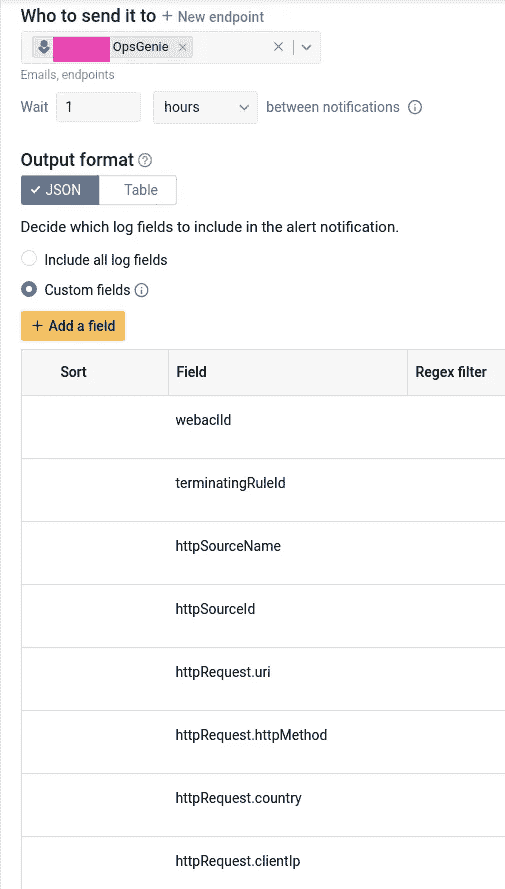 Who to send it to + New endpoint
OpsGenie ×
Emails, endpoints
Wait 1 hours between notifications
Output format
JSON Table
Decide which log fields to include in the alert notification.
Include all log fields
Custom fields
+ Add a field
Sort Field Regex filter
webaclId
terminatingRuleId
httpSourceName
httpSourceId
httpRequest.uri
httpRequest.httpMethod
httpRequest.country
httpRequest.clientIp